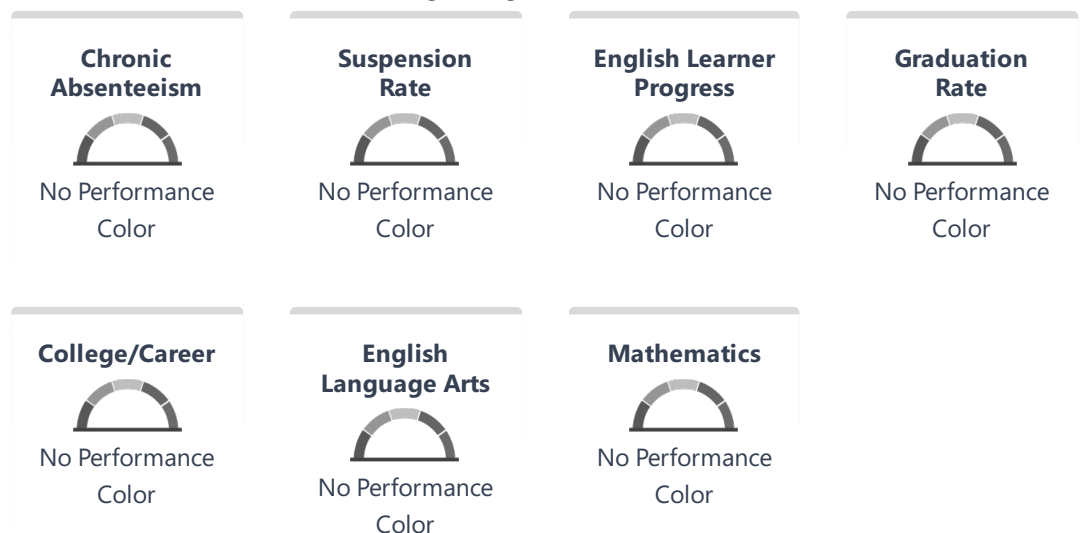 Chronic
Absenteeism
No Performance
Color
Suspension
Rate
No Performance
Color
English Learner
Progress
No Performance
Color
Graduation
Rate
No Performance
Color
College/Career
No Performance
Color
English
Language Arts
No Performance
Color
Mathematics
No Performance
Color